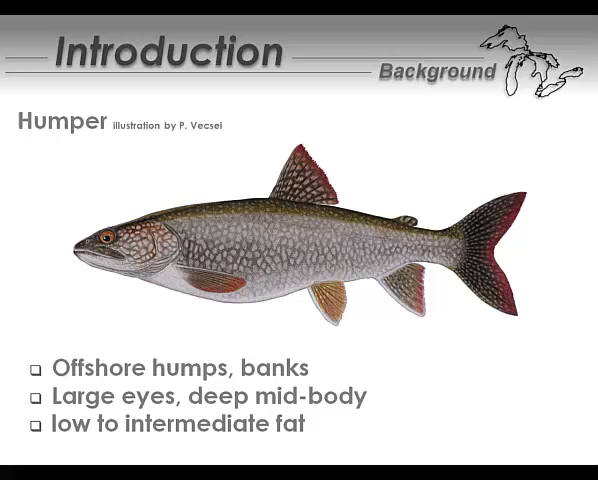 Introduction
Background
Humper illustration by P. Vecsei
Offshore humps, banks
Large eyes, deep mid-body
low to intermediate fat